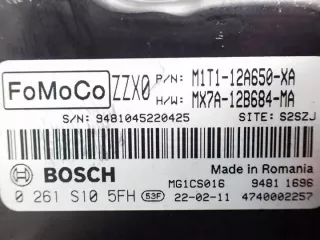 FoMoCo ZZX0 P/N: M1T1-12A650-XA
H/W: MX7A-12B684-MA
S/N: 9481045220425 SITE: S2SZJ
BOSCH Made in Romania
MG1CS016 9481 1696
0 261 S10 5FH 53F 22-02-11 4740002257